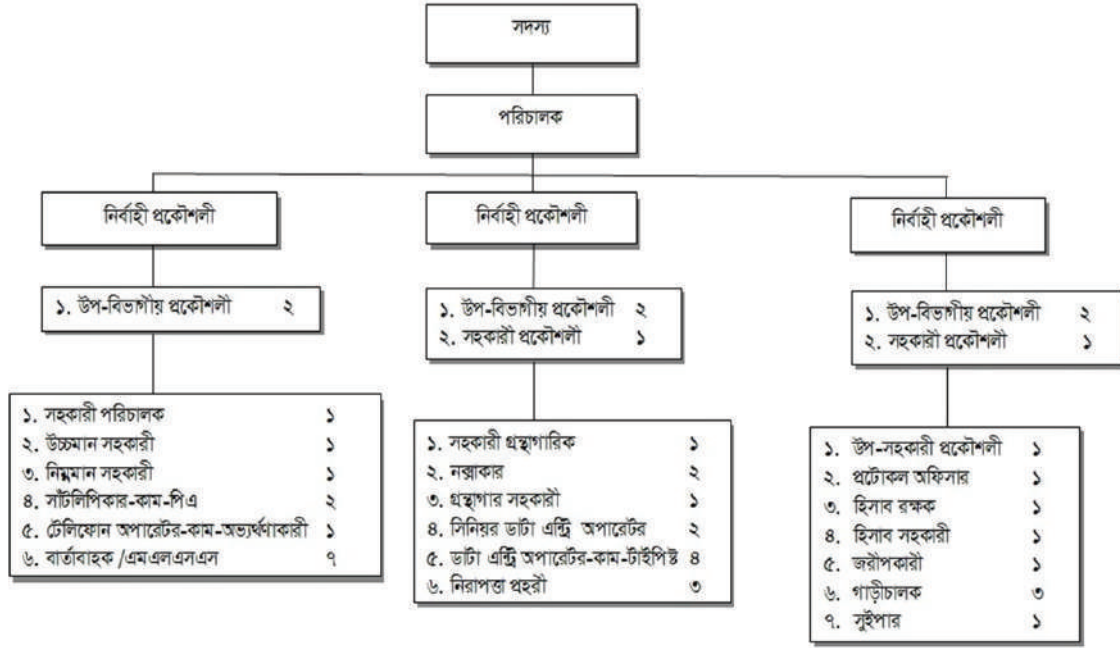 সদস্য
পরিচালক
নির্বাহী প্রকৌশলী
১. উপ-বিভাগীয় প্রকৌশলী ২
১. সহকারী পরিচালক ১
২. উচ্চমান সহকারী ১
৩. নিম্নমান সহকারী ১
৪. সাঁটলিপিকার-কাম-পিএ ২
৫. টেলিফোন অপারেটর-কাম-অভ্যর্থণাকারী ১
৬. বার্তাবাহক /এমএলএসএস ৭
নির্বাহী প্রকৌশলী
১. উপ-বিভাগীয় প্রকৌশলী ২
২. সহকারী প্রকৌশলী ১
১. সহকারী গ্রন্থাগারিক ১
২. নক্সাকার ২
৩. গ্রন্থাগার সহকারী ১
৪. সিনিয়র ডাটা এন্ট্রি অপারেটর ২
৫. ডাটা এন্ট্রি অপারেটর-কাম-টাইপিষ্ট ৪
৬. নিরাপত্তা প্রহরী ৩
নির্বাহী প্রকৌশলী
১. উপ-বিভাগীয় প্রকৌশলী ২
২. সহকারী প্রকৌশলী ১
১. উপ-সহকারী প্রকৌশলী ১
২. প্রটোকল অফিসার ১
৩. হিসাব রক্ষক ১
৪. হিসাব সহকারী ১
৫. জরীপকারী ১
৬. গাড়ীচালক ৩
৭. সুইপার ১